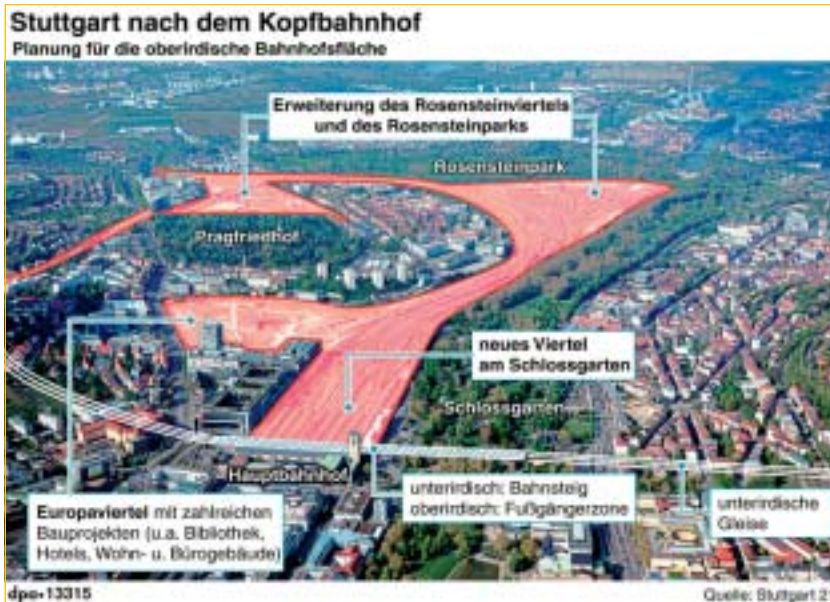 Stuttgart nach dem Kopfbahnhof
Planung für die oberirdische Bahnhofsfläche
Erweiterung des Rosensteinviertels
und des Rosensteinparks
Rosensteinpark
Pragfriedhof
neues Viertel
am Schlossgarten
Schlossgarten
Hauptbahnhof
Europaviertel mit zahlreichen
Bauprojekten (u.a. Bibliothek,
Hotels, Wohn- u. Bürogebäude)
unterirdisch: Bahnsteig
oberirdisch: Fußgängerzone
unterirdische
Gleise
dpa•13315
Quelle: Stuttgart 2